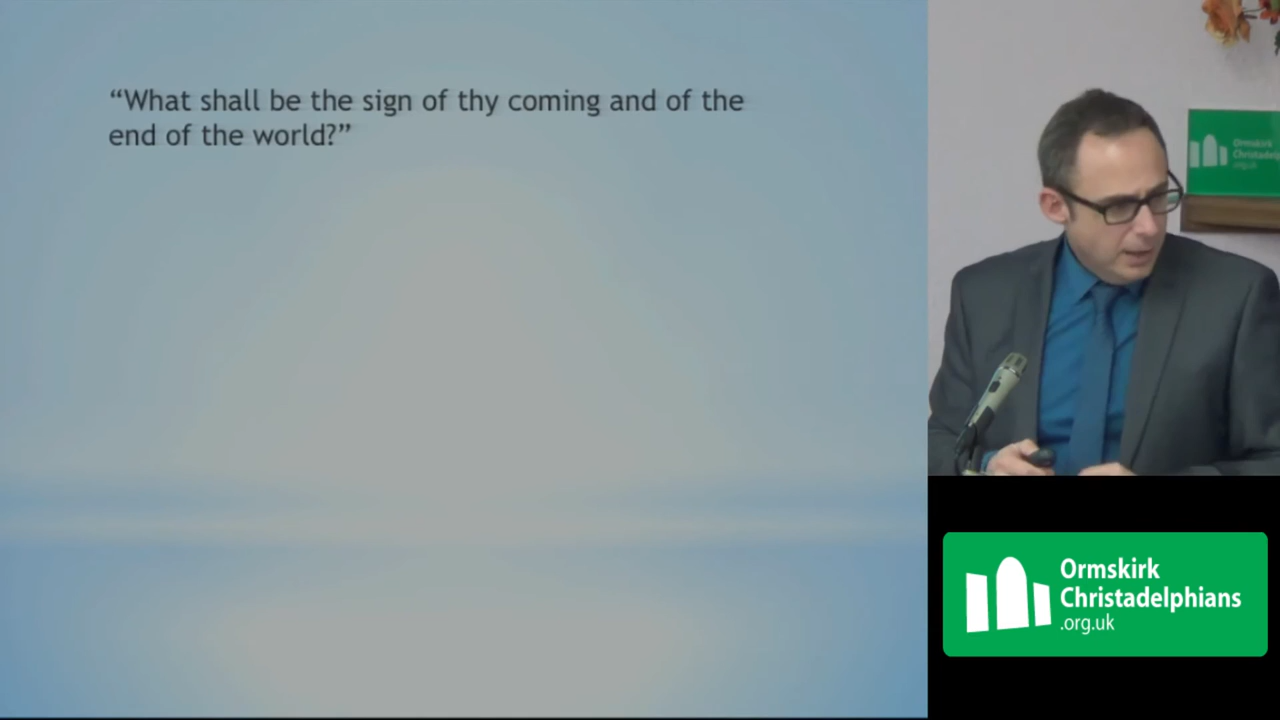 “What shall be the sign of thy coming and of the
end of the world?”
Ormskirk
Christadelphians
.org.uk